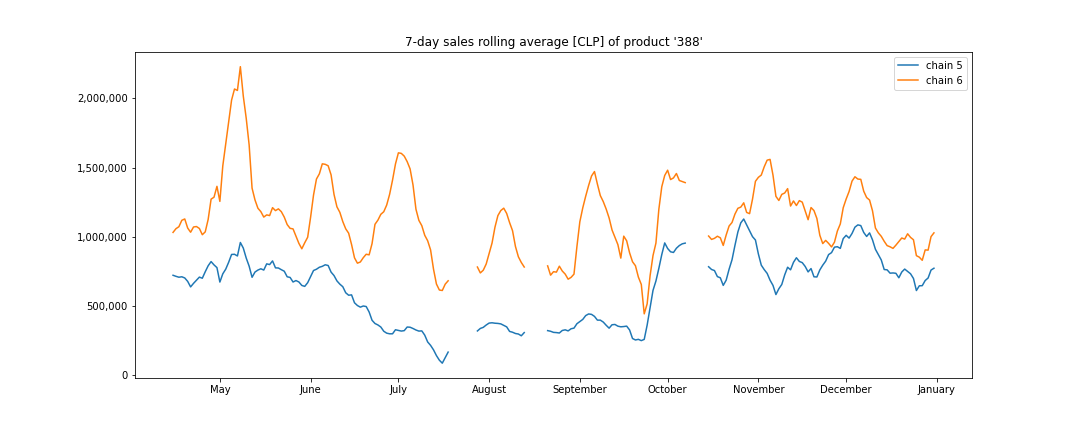 7-day sales rolling average [CLP] of product '388'
chain 5
chain 6
2,000,000
1,500,000
1,000,000
500,000
0
May June July August September October November December January